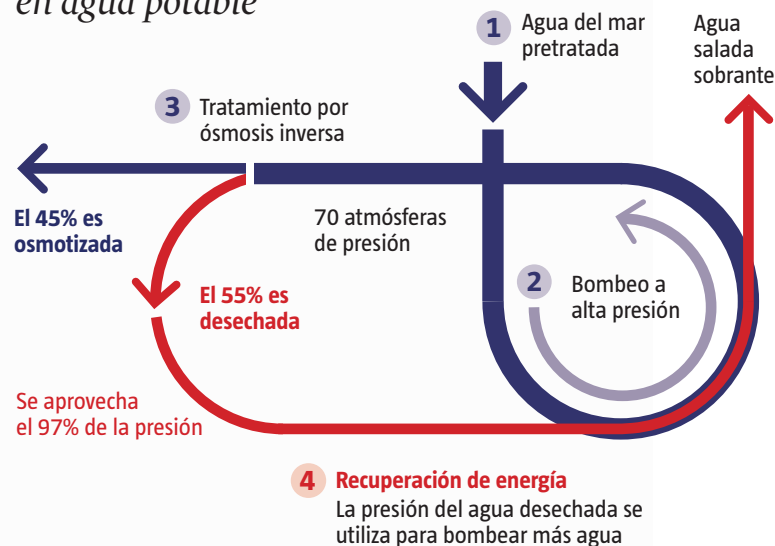 en agua potable
1 Agua del mar
pretratada
Agua
salada
sobrante
3 Tratamiento por
ósmosis inversa
El 45% es
osmotizada
70 atmósferas
de presión
2 Bombeo a
alta presión
El 55% es
desechada
Se aprovecha
el 97% de la presión
4 Recuperación de energía
La presión del agua desechada se
utiliza para bombear más agua